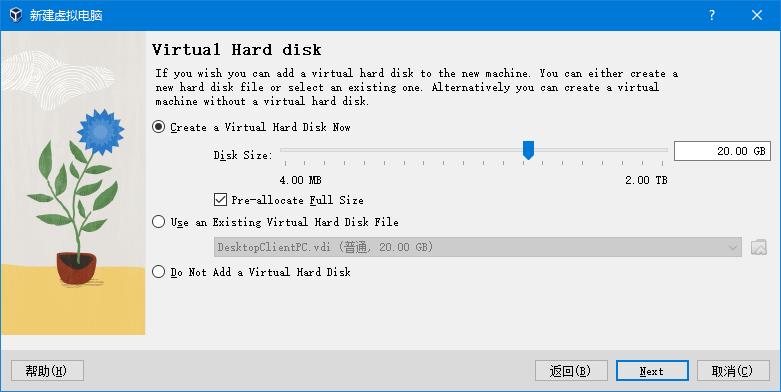 新建虚拟电脑
Virtual Hard disk
If you wish you can add a virtual hard disk to the new machine. You can either create a
new hard disk file or select an existing one. Alternatively you can create a virtual
machine without a virtual hard disk.
Create a Virtual Hard Disk Now
Disk Size:
20.00 GB
4.00 MB
2.00 TB
Pre-allocate Full Size
Use an Existing Virtual Hard Disk File
DesktopClientPC.vdi (普通, 20.00 GB)
Do Not Add a Virtual Hard Disk
帮助(H)
返回(B)
Next
取消(C)